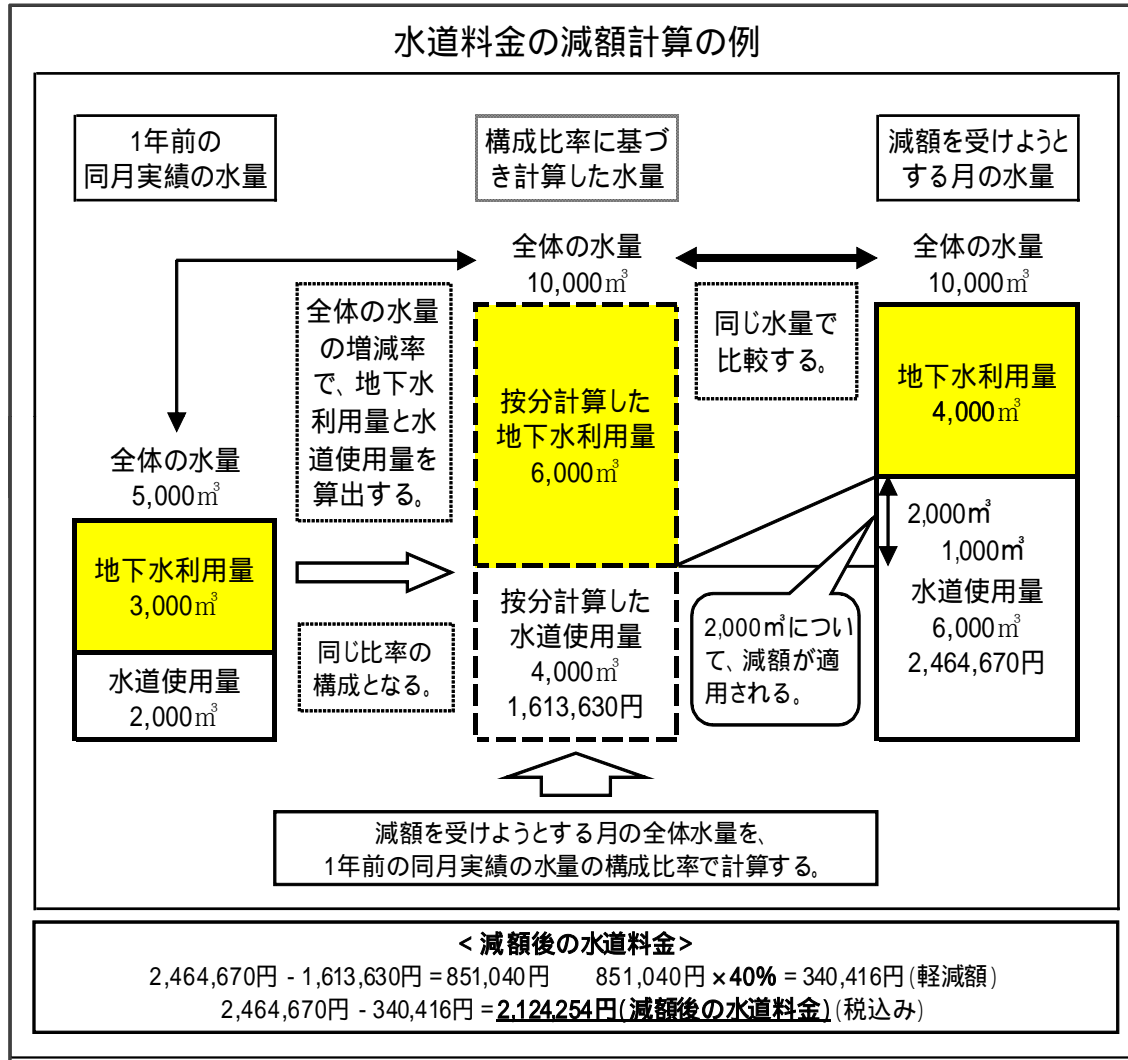 水道料金の減額計算の例
1年前の
同月実績の水量
構成比率に基づ
き計算した水量
減額を受けようと
する月の水量
全体の水量
10,000㎥
全体の水量
10,000㎥
全体の水量
の増減率
で、地下水
利用量と水
道使用量を
算出する。
同じ水量で
比較する。
全体の水量
5,000㎥
地下水利用量
3,000㎥
水道使用量
2,000㎥
同じ比率の
構成となる。
按分計算した
地下水利用量
6,000㎥
按分計算した
水道使用量
4,000㎥
1,613,630円
地下水利用量
4,000㎥
2,000㎥
1,000㎥
水道使用量
6,000㎥
2,464,670円
2,000㎥につい
て、減額が適
用される。
減額を受けようとする月の全体水量を、
1年前の同月実績の水量の構成比率で計算する。
<減額後の水道料金>
2,464,670円 - 1,613,630円 = 851,040円 851,040円 ×40% = 340,416円(軽減額)
2,464,670円 - 340,416円 = 2,124,254円(減額後の水道料金)(税込み)